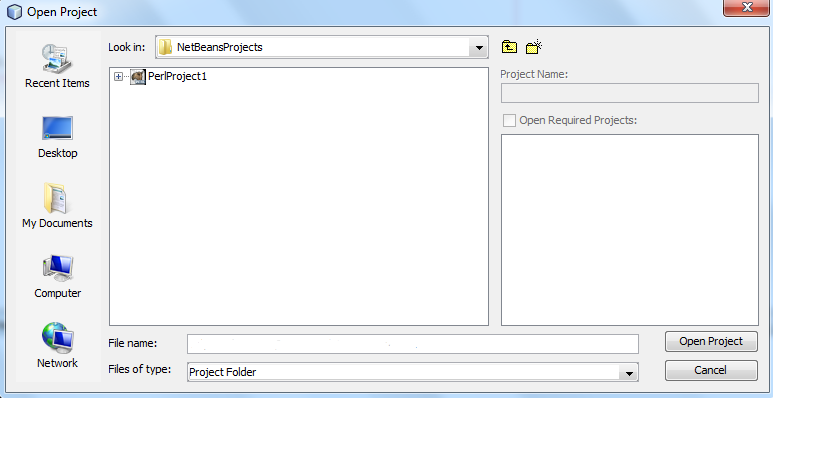 Open Project
Look in:
NetBeansProjects
Recent Items
Desktop
My Documents
Computer
Network
PerlProject1
Project Name:
Open Required Projects:
File name:
Open Project
Files of type:
Project Folder
Cancel